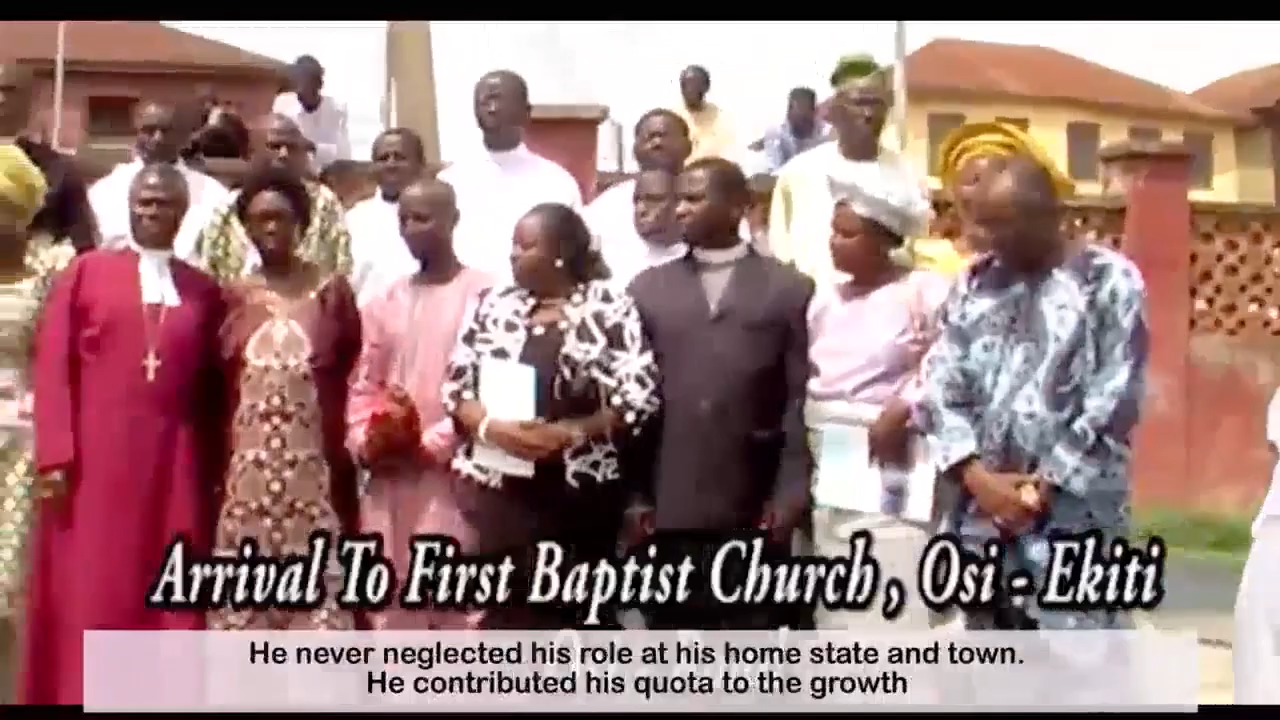 Arrival To First Baptist Church, Osi - Ekiti
He never neglected his role at his home state and town.
He contributed his quota to the growth